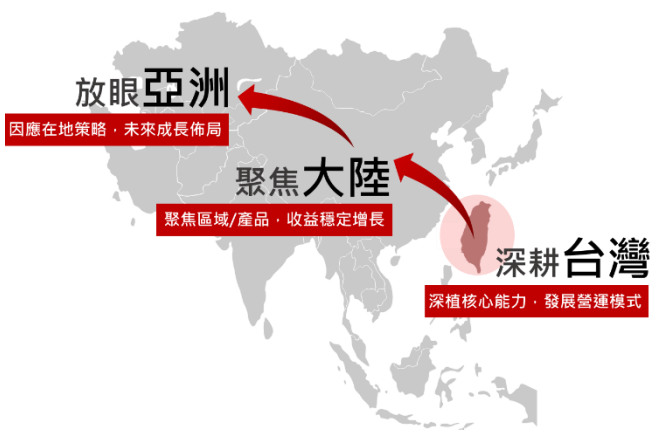 放眼亞洲
因應在地策略，未來成長佈局
聚焦大陸
聚焦區域/產品，收益穩定增長
深耕台灣
深植核心能力，發展營運模式